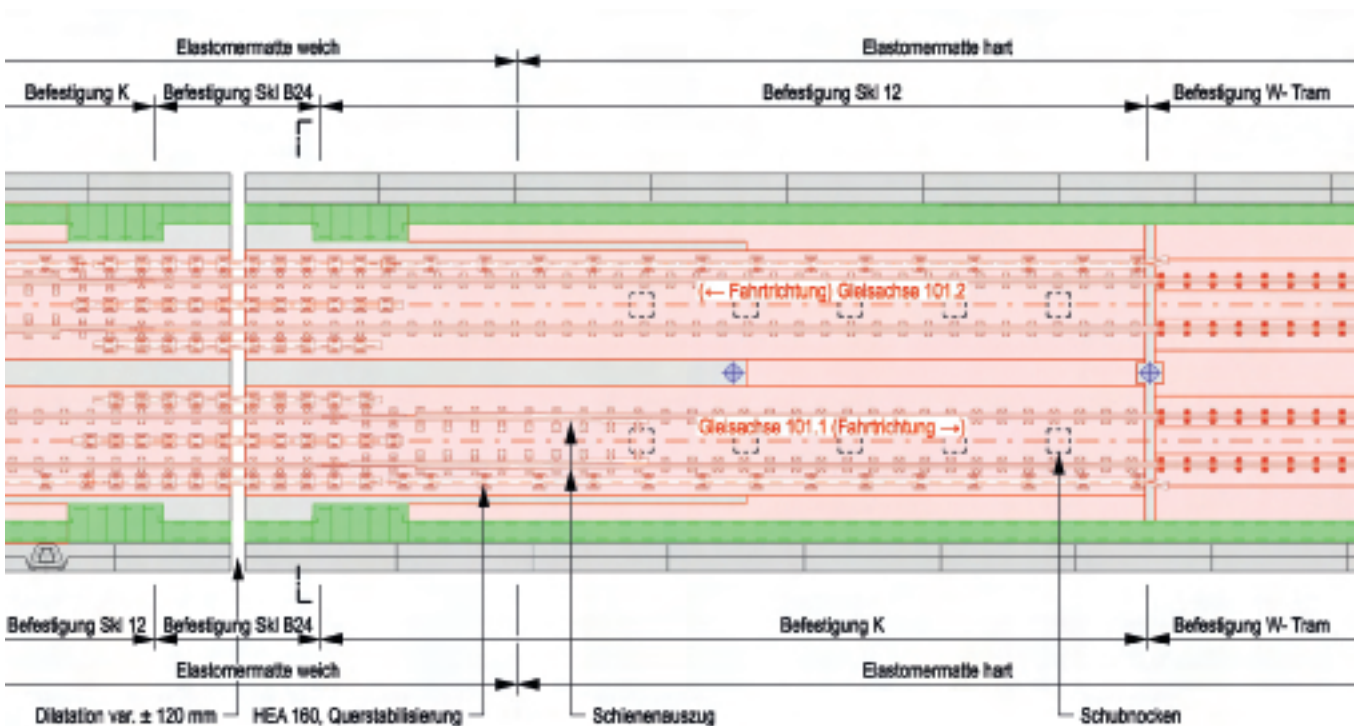 Elastomermatte weich Elastomermatte hart
Befestigung K Befestigung Skl B24 Befestigung Skl 12 Befestigung W- Tram
(← Fahrtrichtung) Gleisachse 101.2
Gleisachse 101.1 (Fahrtrichtung →)
Befestigung Skl 12 Befestigung Skl B24 Befestigung K Befestigung W- Tram
Elastomermatte weich Elastomermatte hart
Dilatation var. ± 120 mm HEA 160, Querstabilisierung Schienenauszug Schubnocken